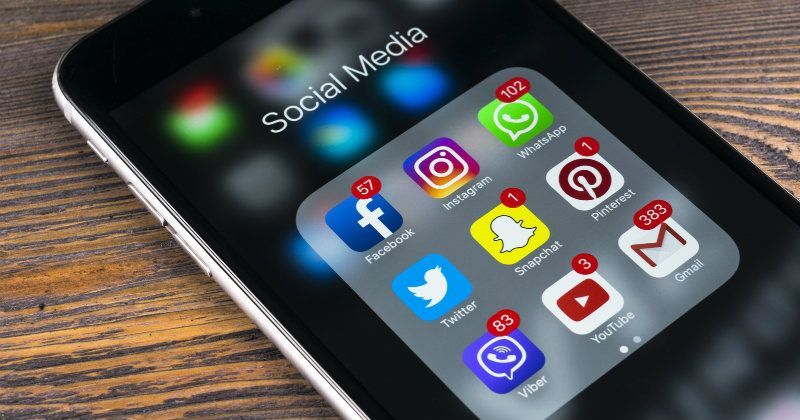 Social Media
57
Facebook
Instagram
102
WhatsApp
Twitter
1
Snapchat
1
Pinterest
83
Viber
3
YouTube
383
Gmail